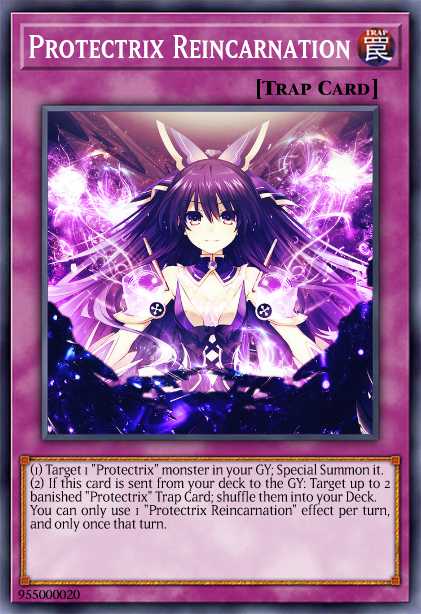 Protectrix Reincarnation
TRAP
罠
[Trap Card]
(1) Target 1 "Protectrix" monster in your GY; Special Summon it.
(2) If this card is sent from your deck to the GY: Target up to 2
banished "Protectrix" Trap Card; shuffle them into your Deck.
You can only use 1 "Protectrix Reincarnation" effect per turn,
and only once that turn.
955000020